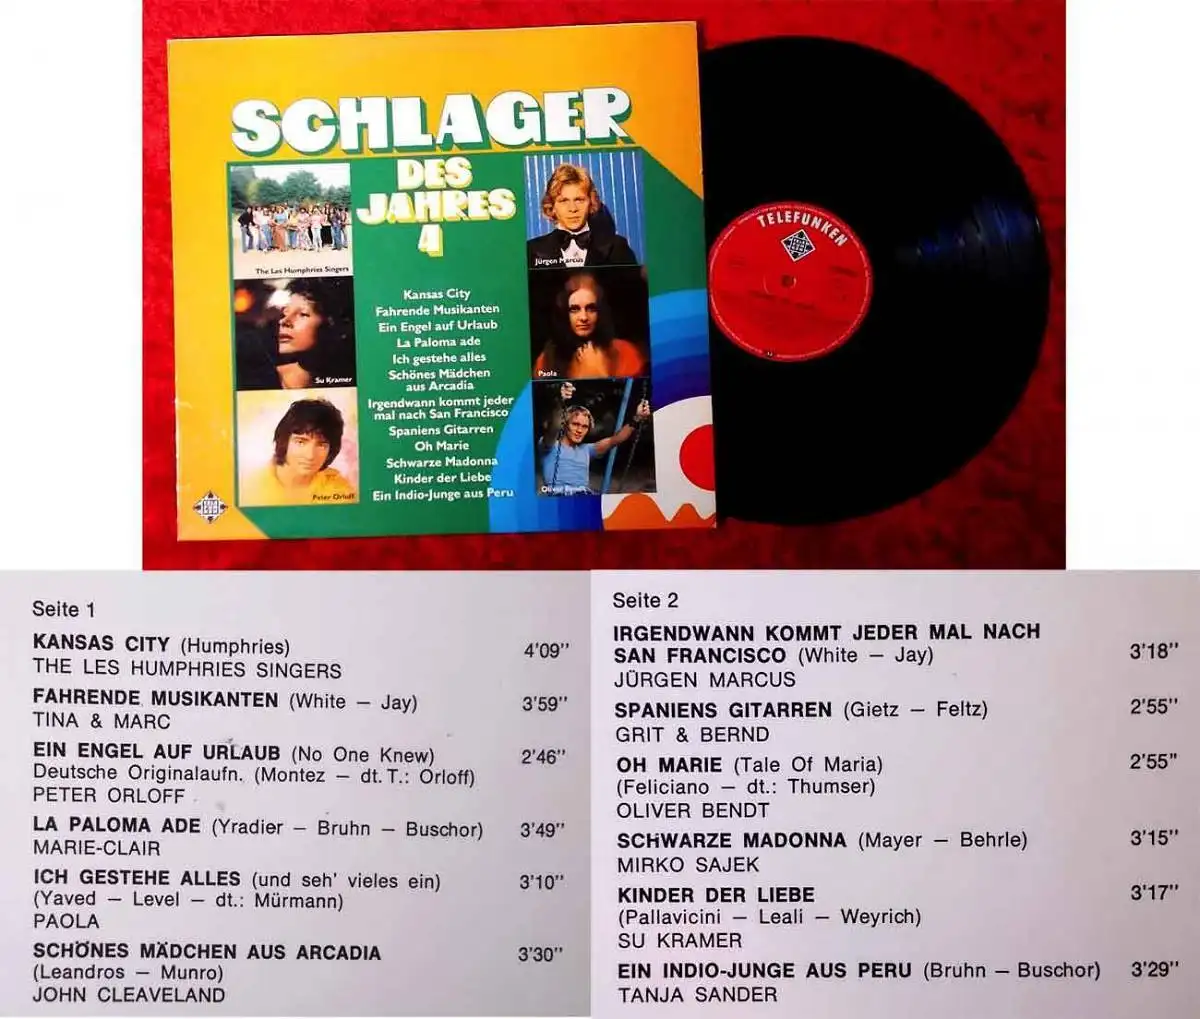 SCHLAGER
DES
JAHRES
4
The Les Humphries Singers
Su Kramer
Peter Orloff
Jürgen Marcus
Paola
Oliver Bendt
Kansas City
Fahrende Musikanten
Ein Engel auf Urlaub
La Paloma ade
Ich gestehe alles
Schönes Mädchen
aus Arcadia
Irgendwann kommt jeder
mal nach San Francisco
Spaniens Gitarren
Oh Marie
Schwarze Madonna
Kinder der Liebe
Ein Indio-Junge aus Peru
TELEFUNKEN
Seite 1
KANSAS CITY (Humphries) 4'09"
THE LES HUMPHRIES SINGERS
FAHRENDE MUSIKANTEN (White – Jay) 3'59"
TINA & MARC
EIN ENGEL AUF URLAUB (No One Knew) 2'46"
Deutsche Originalaufn. (Montez – dt. T.: Orloff)
PETER ORLOFF
LA PALOMA ADE (Yradier – Bruhn – Buschor) 3'49"
MARIE-CLAIR
ICH GESTEHE ALLES (und seh' vieles ein) 3'10"
(Yaved – Level – dt.: Mürmann)
PAOLA
SCHÖNES MÄDCHEN AUS ARCADIA 3'30"
(Leandros – Munro)
JOHN CLEAVELAND
Seite 2
IRGENDWANN KOMMT JEDER MAL NACH
SAN FRANCISCO (White – Jay) 3'18"
JÜRGEN MARCUS
SPANIENS GITARREN (Gietz – Feltz) 2'55"
GRIT & BERND
OH MARIE (Tale Of Maria) 2'55"
(Feliciano – dt.: Thumser)
OLIVER BENDT
SCHWARZE MADONNA (Mayer – Behrle) 3'15"
MIRKO SAJEK
KINDER DER LIEBE 3'17"
(Pallavicini – Leali – Weyrich)
SU KRAMER
EIN INDIO-JUNGE AUS PERU (Bruhn – Buschor) 3'29"
TANJA SANDER